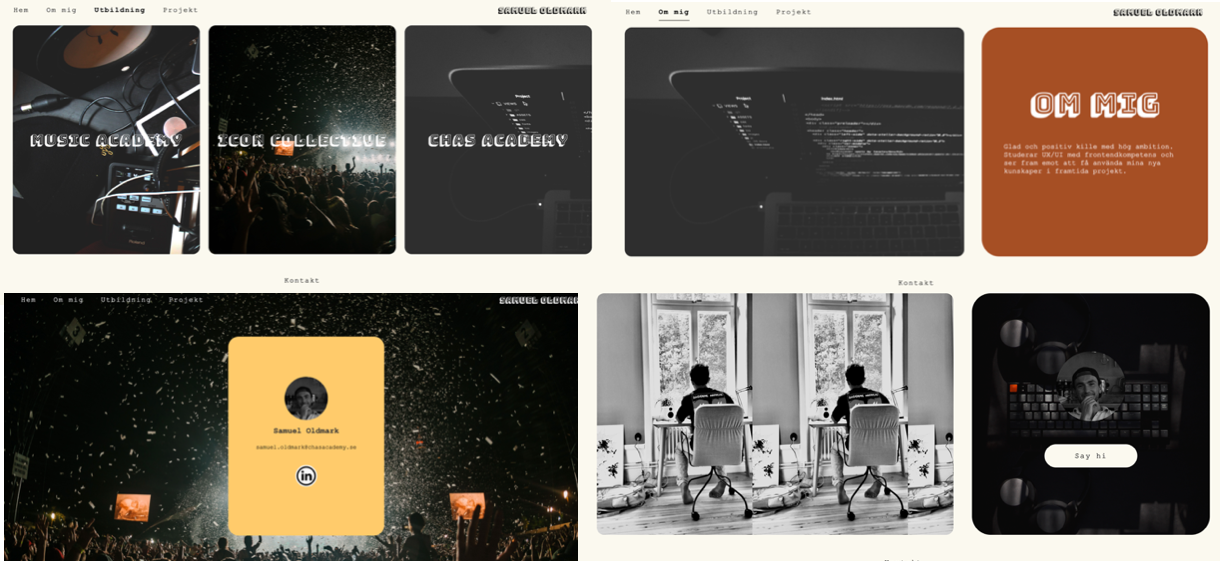 Hem Om mig Utbildning Projekt
SAMUEL OLDMARK
MUSIC ACADEMY
ICON COLLECTIVE
CHAS ACADEMY
Kontakt
Hem Om mig Utbildning Projekt
SAMUEL OLDMARK
Project
OM MIG
Glad och positiv kille med hög ambition.
Studerar UX/UI med frontendkompetens och
ser fram emot att få använda mina nya
kunskaper i framtida projekt.
Kontakt
Hem Om mig Utbildning Projekt
SAMUEL OLDMAR
Samuel Oldmark
samuel.oldmark@chasacademy.se
in
Say hi